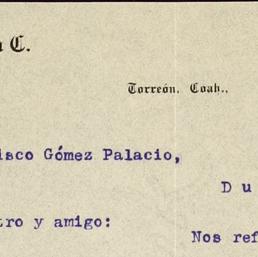 C.
Torreón, Coah.,
isco Gómez Palacio,
D u
tro y amigo:
Nos ref